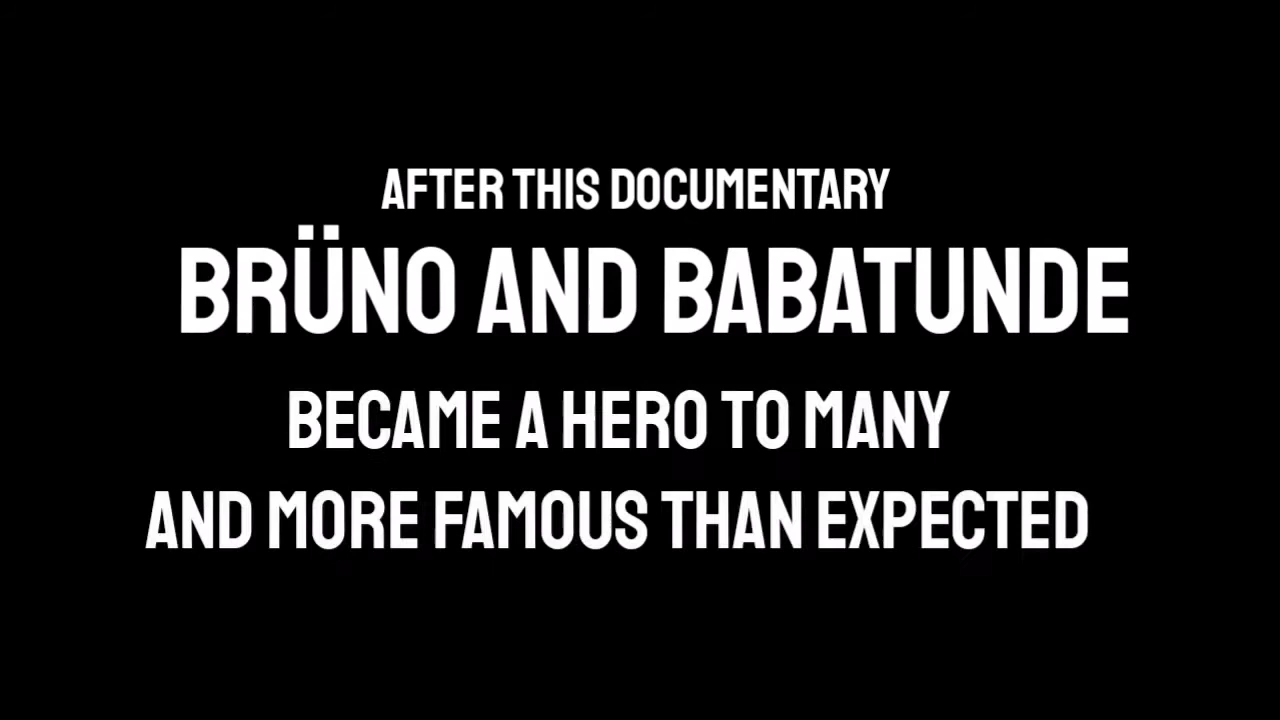 AFTER THIS DOCUMENTARY
BRÜNO AND BABATUNDE
BECAME A HERO TO MANY
AND MORE FAMOUS THAN EXPECTED